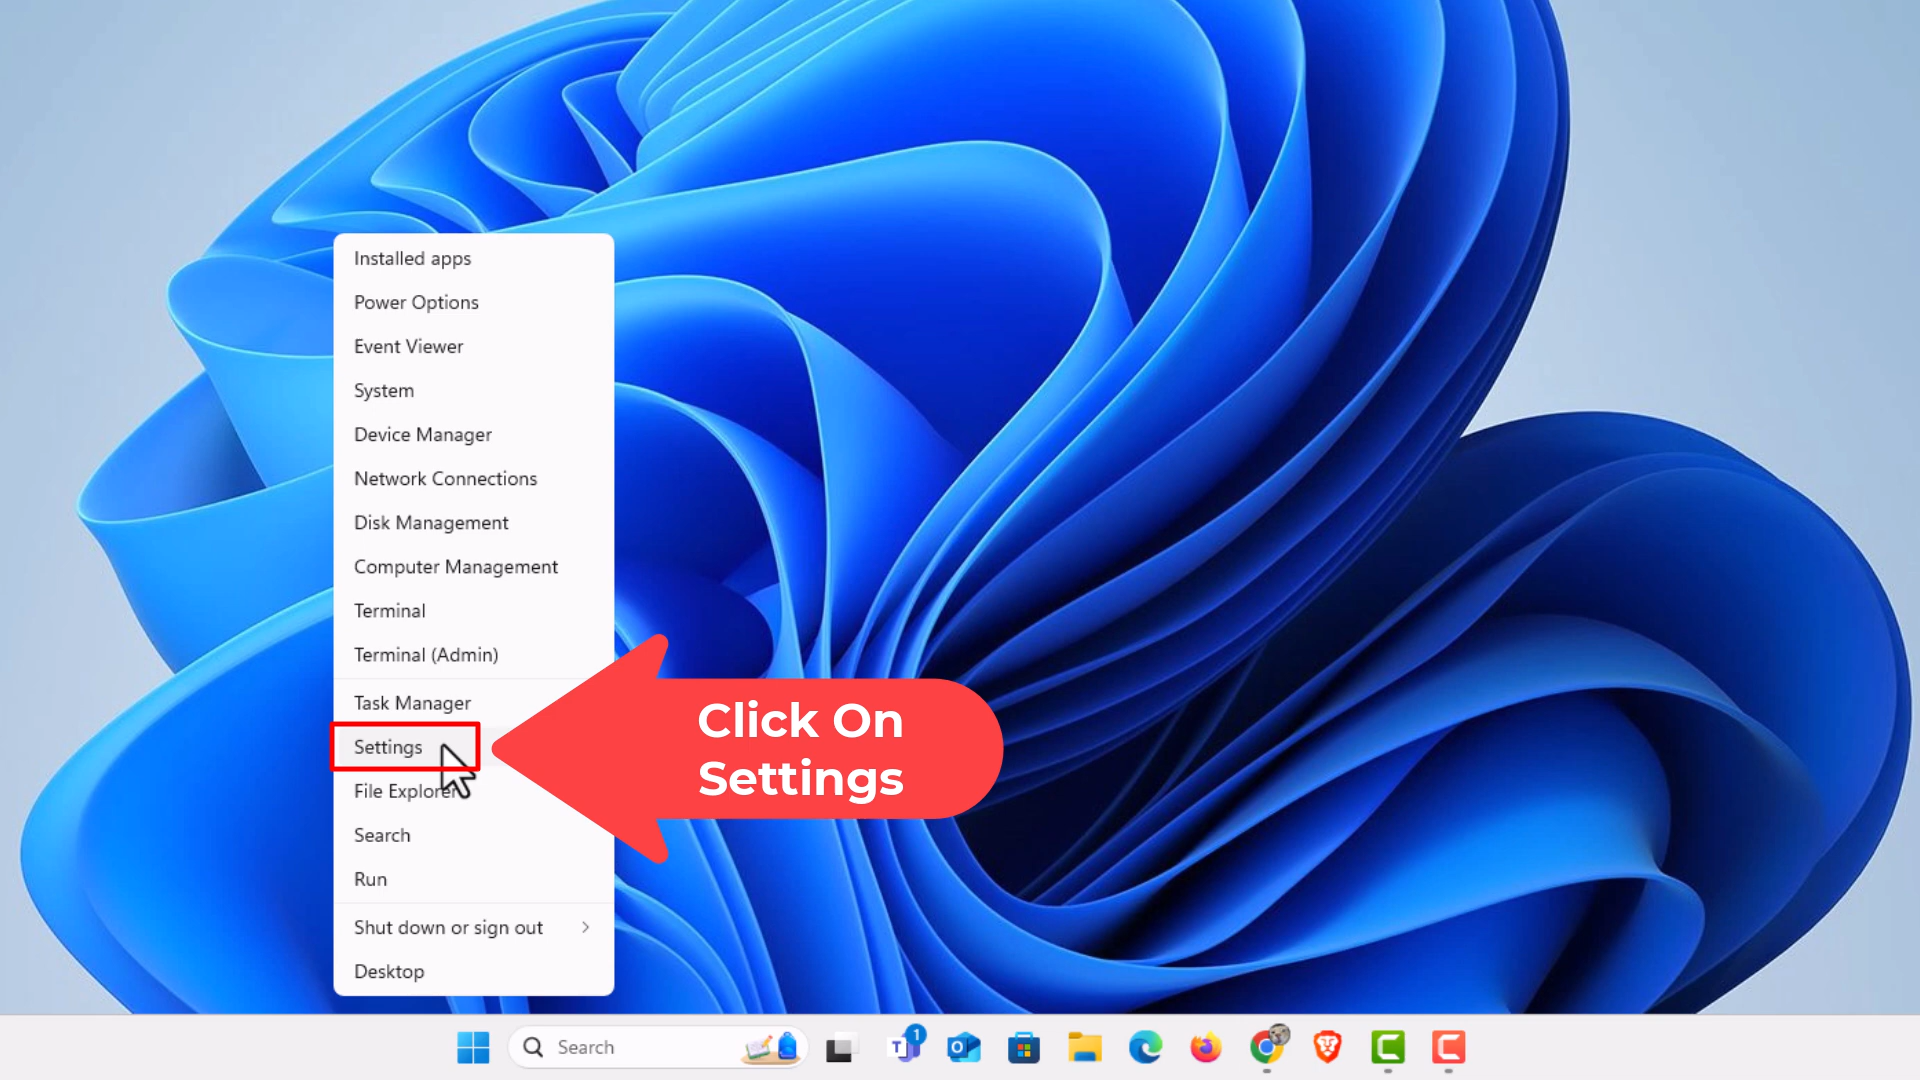 Installed apps
Power Options
Event Viewer
System
Device Manager
Network Connections
Disk Management
Computer Management
Terminal
Terminal (Admin)
Task Manager
Settings
File Explorer
Search
Run
Shut down or sign out
Desktop
Click On
Settings
Search
T
1
O